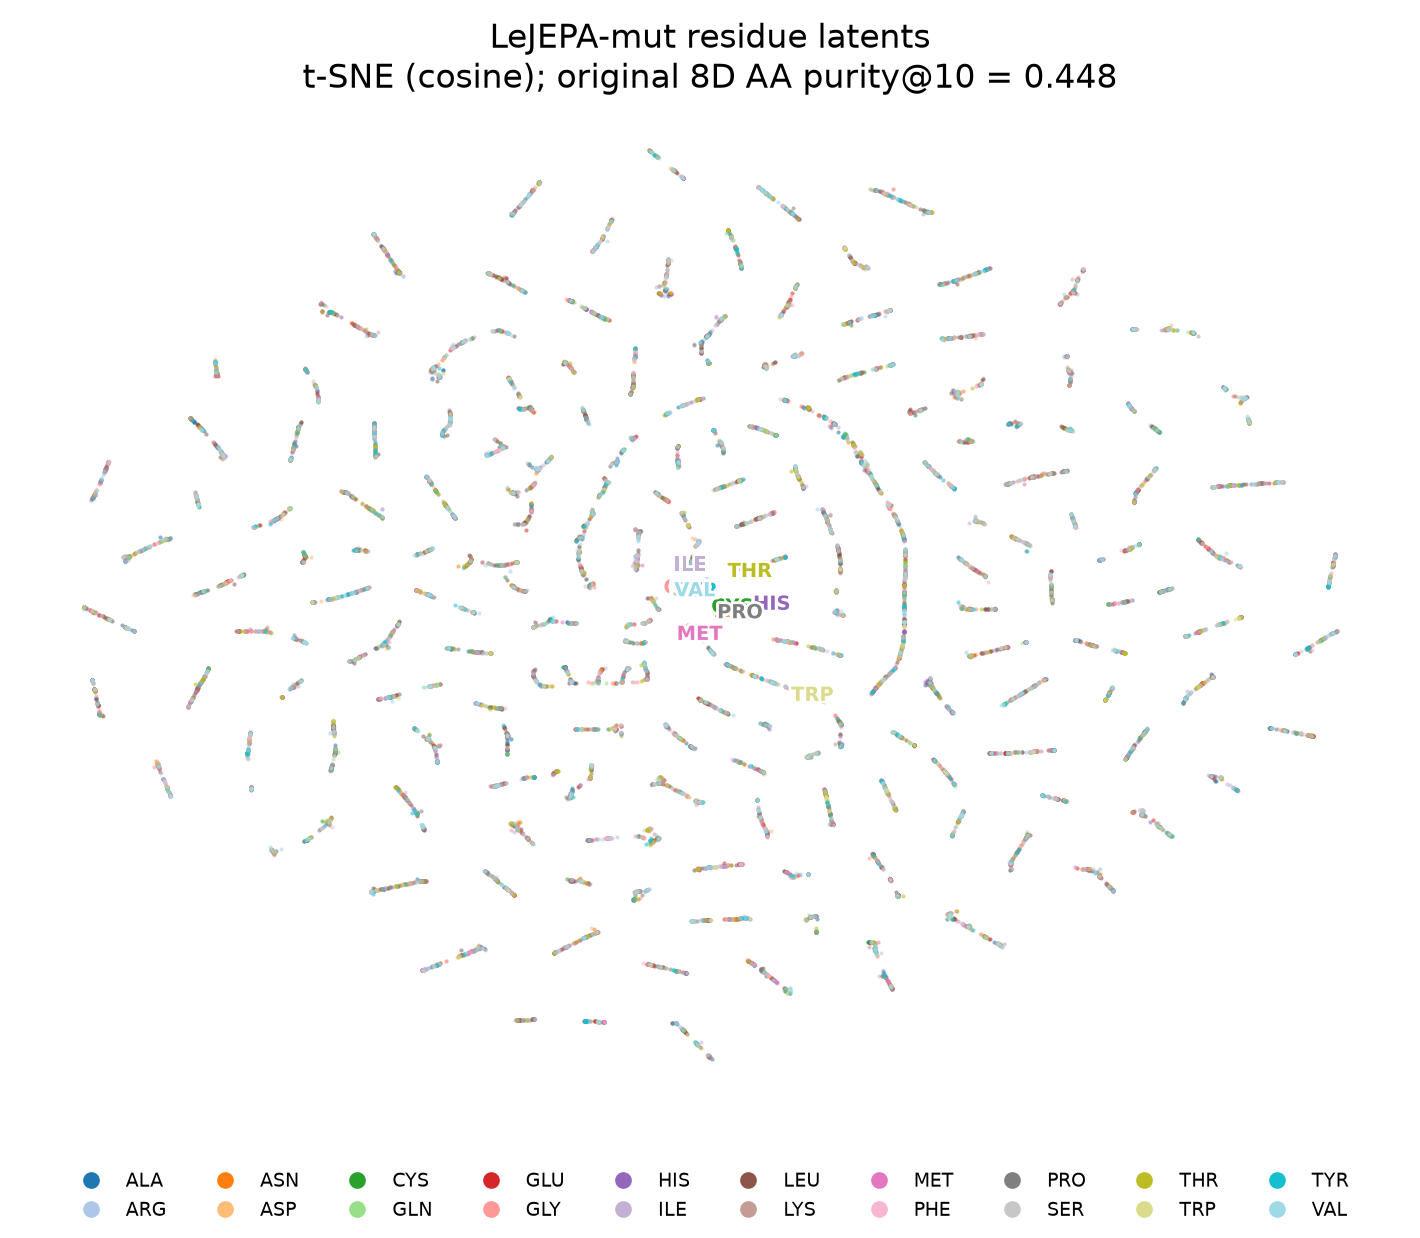 LeJEPA-mut residue latents
t-SNE (cosine); original 8D AA purity@10 = 0.448
ILE
THR
VAL
CYS
HIS
PRO
MET
TRP
ALA ASN CYS GLU HIS LEU MET PRO THR TYR
ARG ASP GLN GLY ILE LYS PHE SER TRP VAL